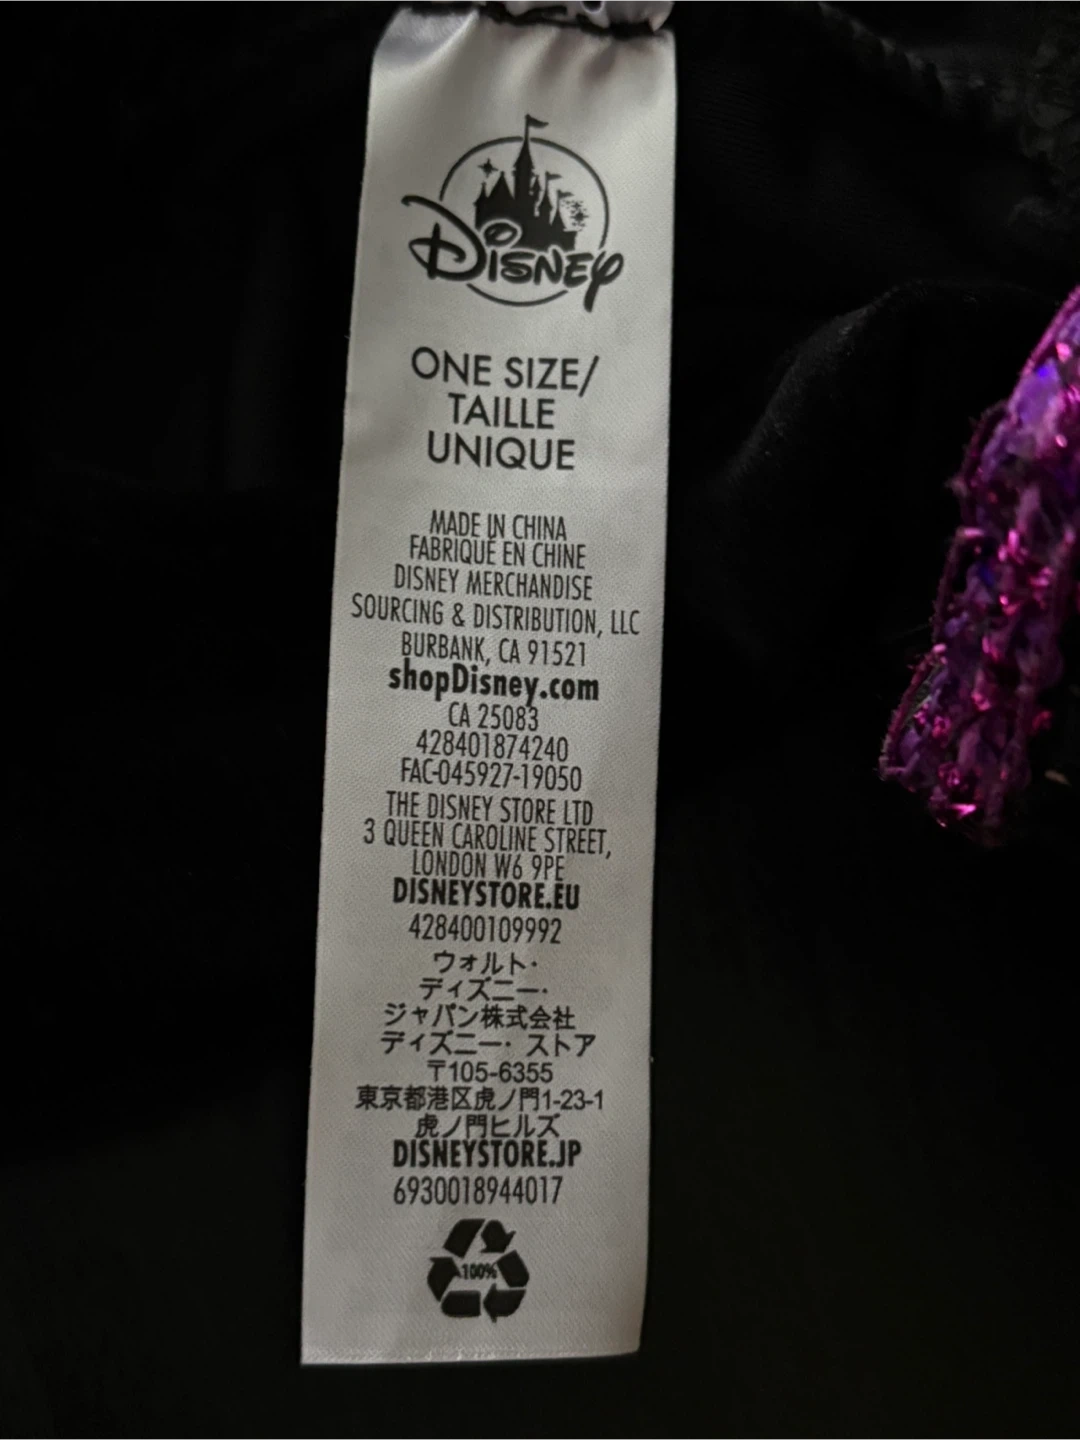 Disney
ONE SIZE/
TAILLE
UNIQUE
MADE IN CHINA
FABRIQUÉ EN CHINE
DISNEY MERCHANDISE
SOURCING & DISTRIBUTION, LLC
BURBANK, CA 91521
shopDisney.com
CA 25083
428401874240
FAC-045927-19050
THE DISNEY STORE LTD
3 QUEEN CAROLINE STREET,
LONDON W6 9PE
DISNEYSTORE.EU
428400109992
ウォルト·
ディズニー·
ジャパン株式会社
ディズニー· ストア
〒105-6355
東京都港区虎ノ門1-23-1
虎ノ門ヒルズ
DISNEYSTORE.JP
6930018944017
100%